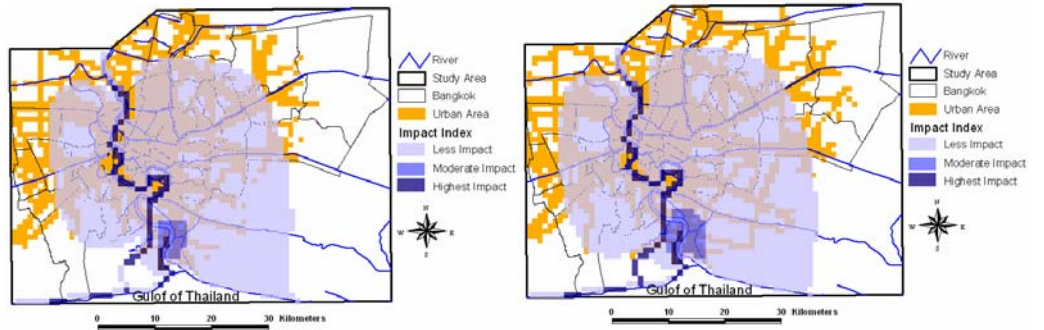 River
Study Area
Bangkok
Urban Area
Impact Index
Less Impact
Moderate Impact
Highest Impact
N
W E
S
Gulof of Thailand
0 10 20 30 Kilometers
River
Study Area
Bangkok
Urban Area
Impact Index
Less Impact
Moderate Impact
Highest Impact
N
W E
S
Gulof of Thailand
0 10 20 30 Kilometers